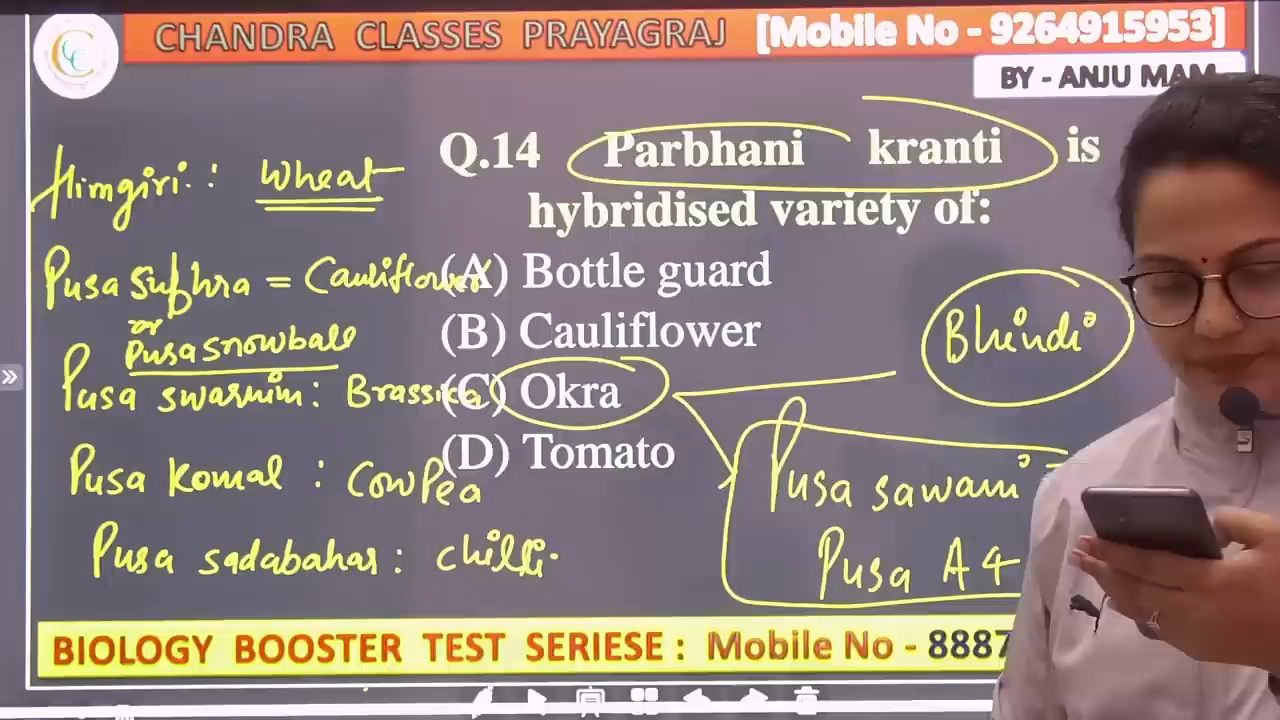 CHANDRA CLASSES PRAYAGRAJ [Mobile No - 9264915953]
BY - ANJU MAM
Q.14 Parbhani kranti is
hybridised variety of:
(A) Bottle guard
(B) Cauliflower
(C) Okra
(D) Tomato
Himgiri : Wheat
Pusa Subhra = Cauliflower
or
Pusa snowball
Pusa swarnim : Brassica
Pusa Komal : CowPea
Pusa sadabahar : chilli
Bhindi
Pusa sawani
Pusa A4
BIOLOGY BOOSTER TEST SERIESE : Mobile No - 8887